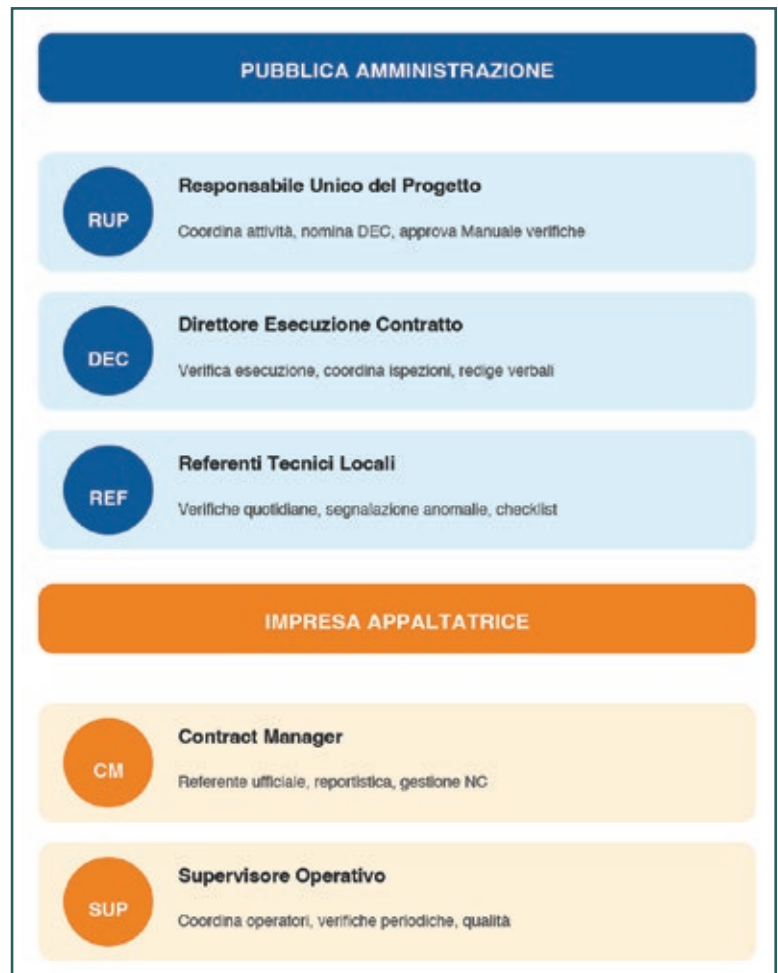 PUBBLICA AMMINISTRAZIONE
RUP
Responsabile Unico del Progetto
Coordina attività, nomina DEC, approva Manuale verifiche
DEC
Direttore Esecuzione Contratto
Verifica esecuzione, coordina ispezioni, redige verbali
REF
Referenti Tecnici Locali
Verifiche quotidiane, segnalazione anomalie, checklist
IMPRESA APPALTATRICE
CM
Contract Manager
Referente ufficiale, reportistica, gestione NC
SUP
Supervisore Operativo
Coordina operatori, verifiche periodiche, qualità